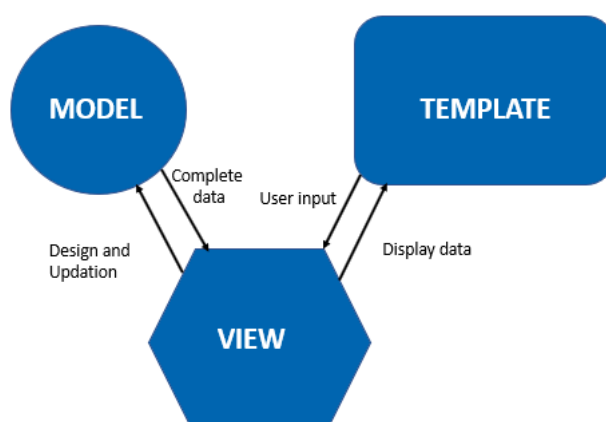 MODEL
TEMPLATE
Complete
data
User input
Design and
Updation
Display data
VIEW